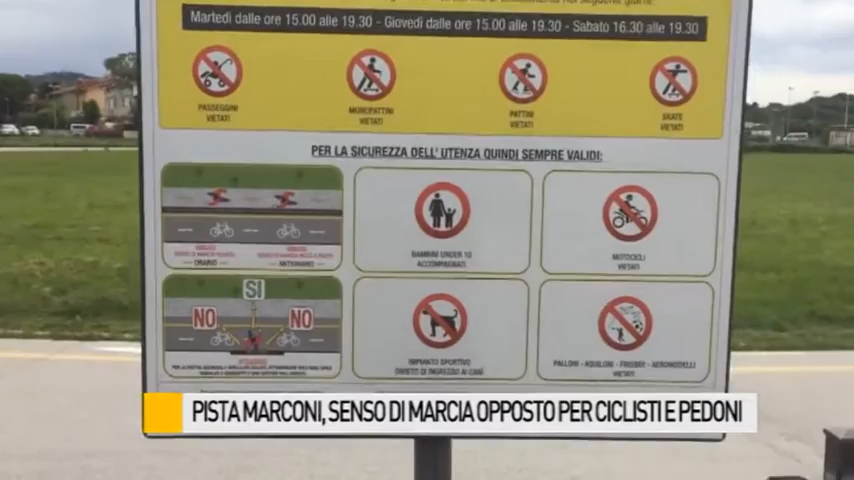 Martedì dalle ore 15.00 alle 19.30 - Giovedì dalle ore 15.00 alle 19.30 - Sabato 16.30 alle 19.30
PASSEGGINI
VIETATI
MONOPATTINI
VIETATI
PATTINI
VIETATI
SKATE
VIETATI
PER LA SICUREZZA DELL' UTENZA QUINDI SEMPRE VALIDI:
ORARIO
ANTIORARIO
BAMBINI UNDER 10
ACCOMPAGNATI
MOTOCICLI
VIETATI
SI
NO
NO
IMPIANTO SPORTIVO
DIVIETO DI INGRESSO AI CANI
PALLONI - AQUILONI - FRISBEE - AEROMODELLI
VIETATI
PISTA MARCONI, SENSO DI MARCIA OPPOSTO PER CICLISTI E PEDONI